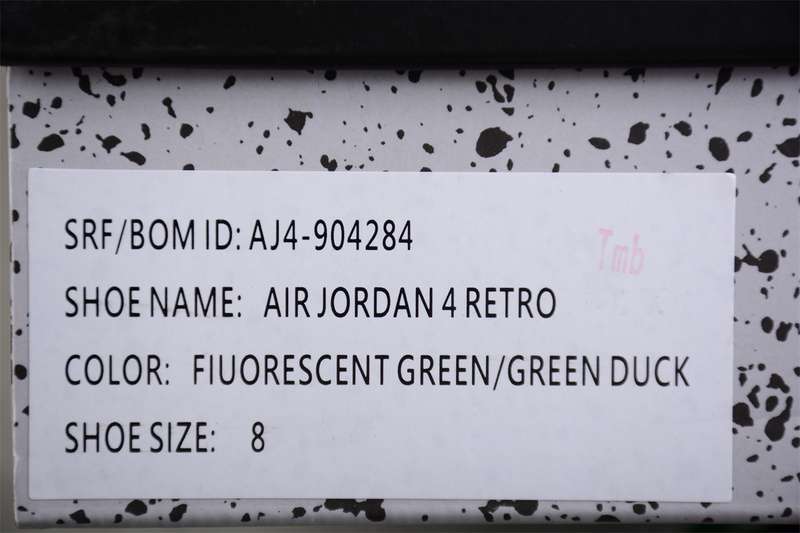 SRF/BOM ID: AJ4-904284
Tmb
SHOE NAME: AIR JORDAN 4 RETRO
COLOR: FIUORESCENT GREEN/GREEN DUCK
SHOE SIZE: 8